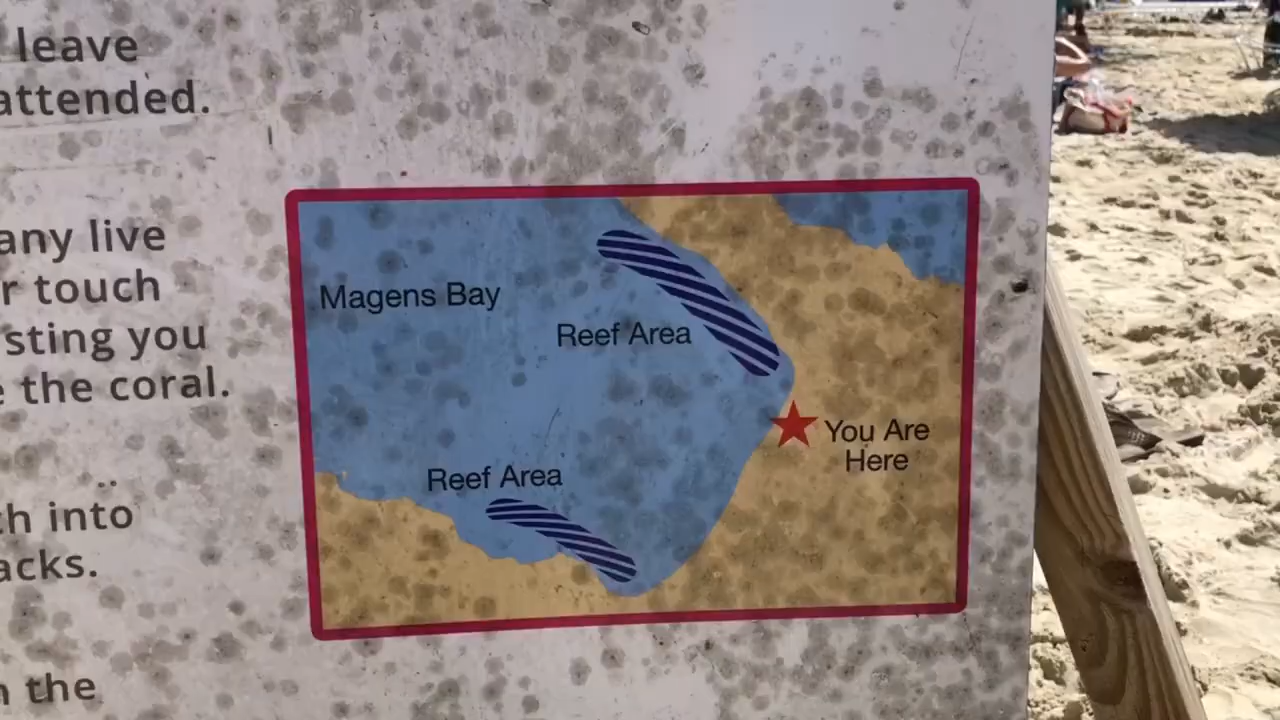 leave
attended.
any live
r touch
sting you
the coral.
into
acks.
the
Magens Bay
Reef Area
You Are
Here
Reef Area